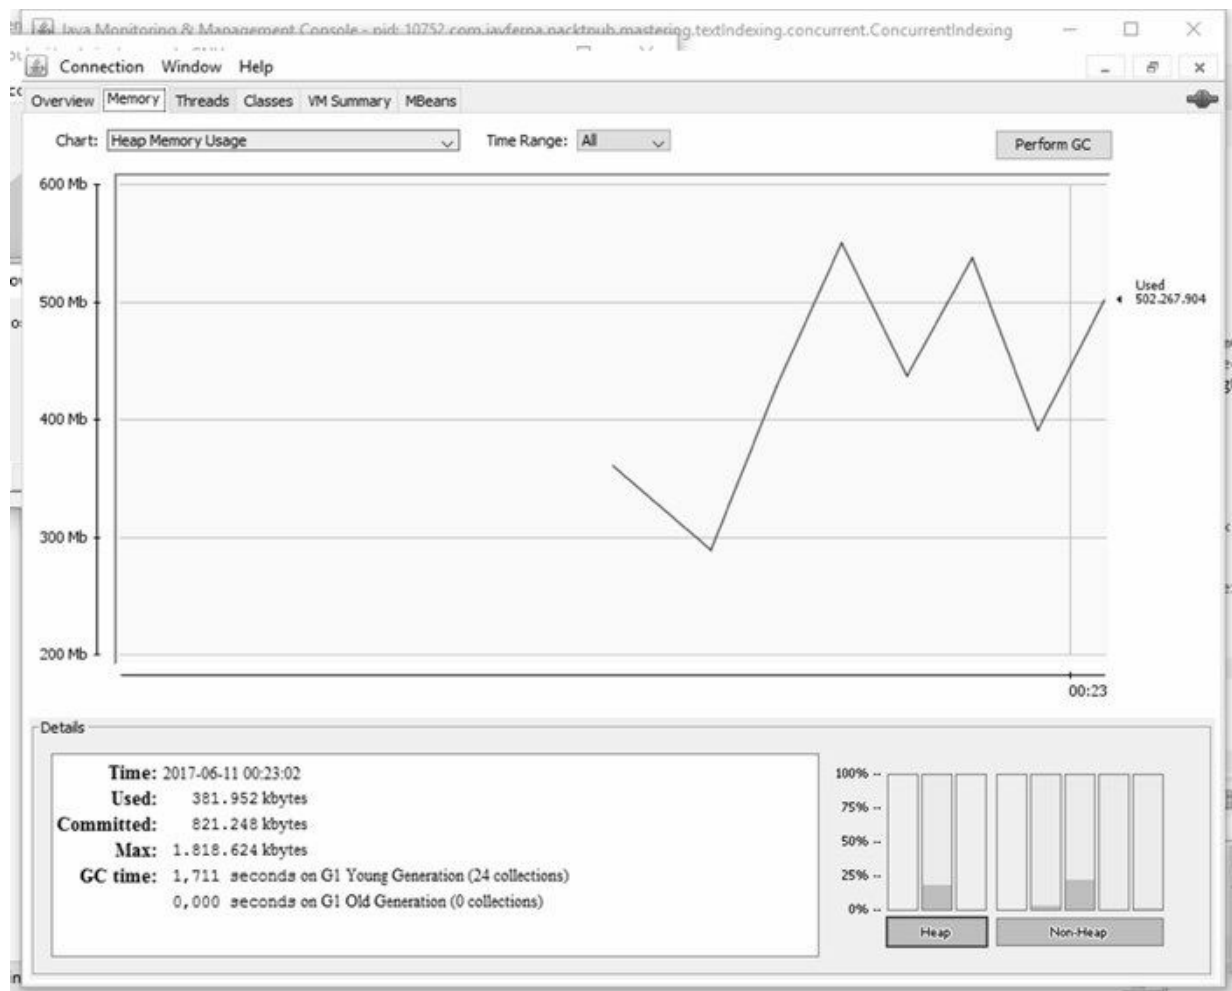 Java Monitoring & Management Console - pid: 10752 com.javferna.packtpub.mastering.textIndexing.concurrent.ConcurrentIndexing
Connection Window Help
Overview Memory Threads Classes VM Summary MBeans
Chart: Heap Memory Usage Time Range: All Perform GC
600 Mb
500 Mb
400 Mb
300 Mb
200 Mb
Used
502.267.904
00:23
Details
Time: 2017-06-11 00:23:02
Used: 381.952 kbytes
Committed: 821.248 kbytes
Max: 1.818.624 kbytes
GC time: 1,711 seconds on G1 Young Generation (24 collections)
0,000 seconds on G1 Old Generation (0 collections)
100% --
75% --
50% --
25% --
0% --
Heap Non-Heap